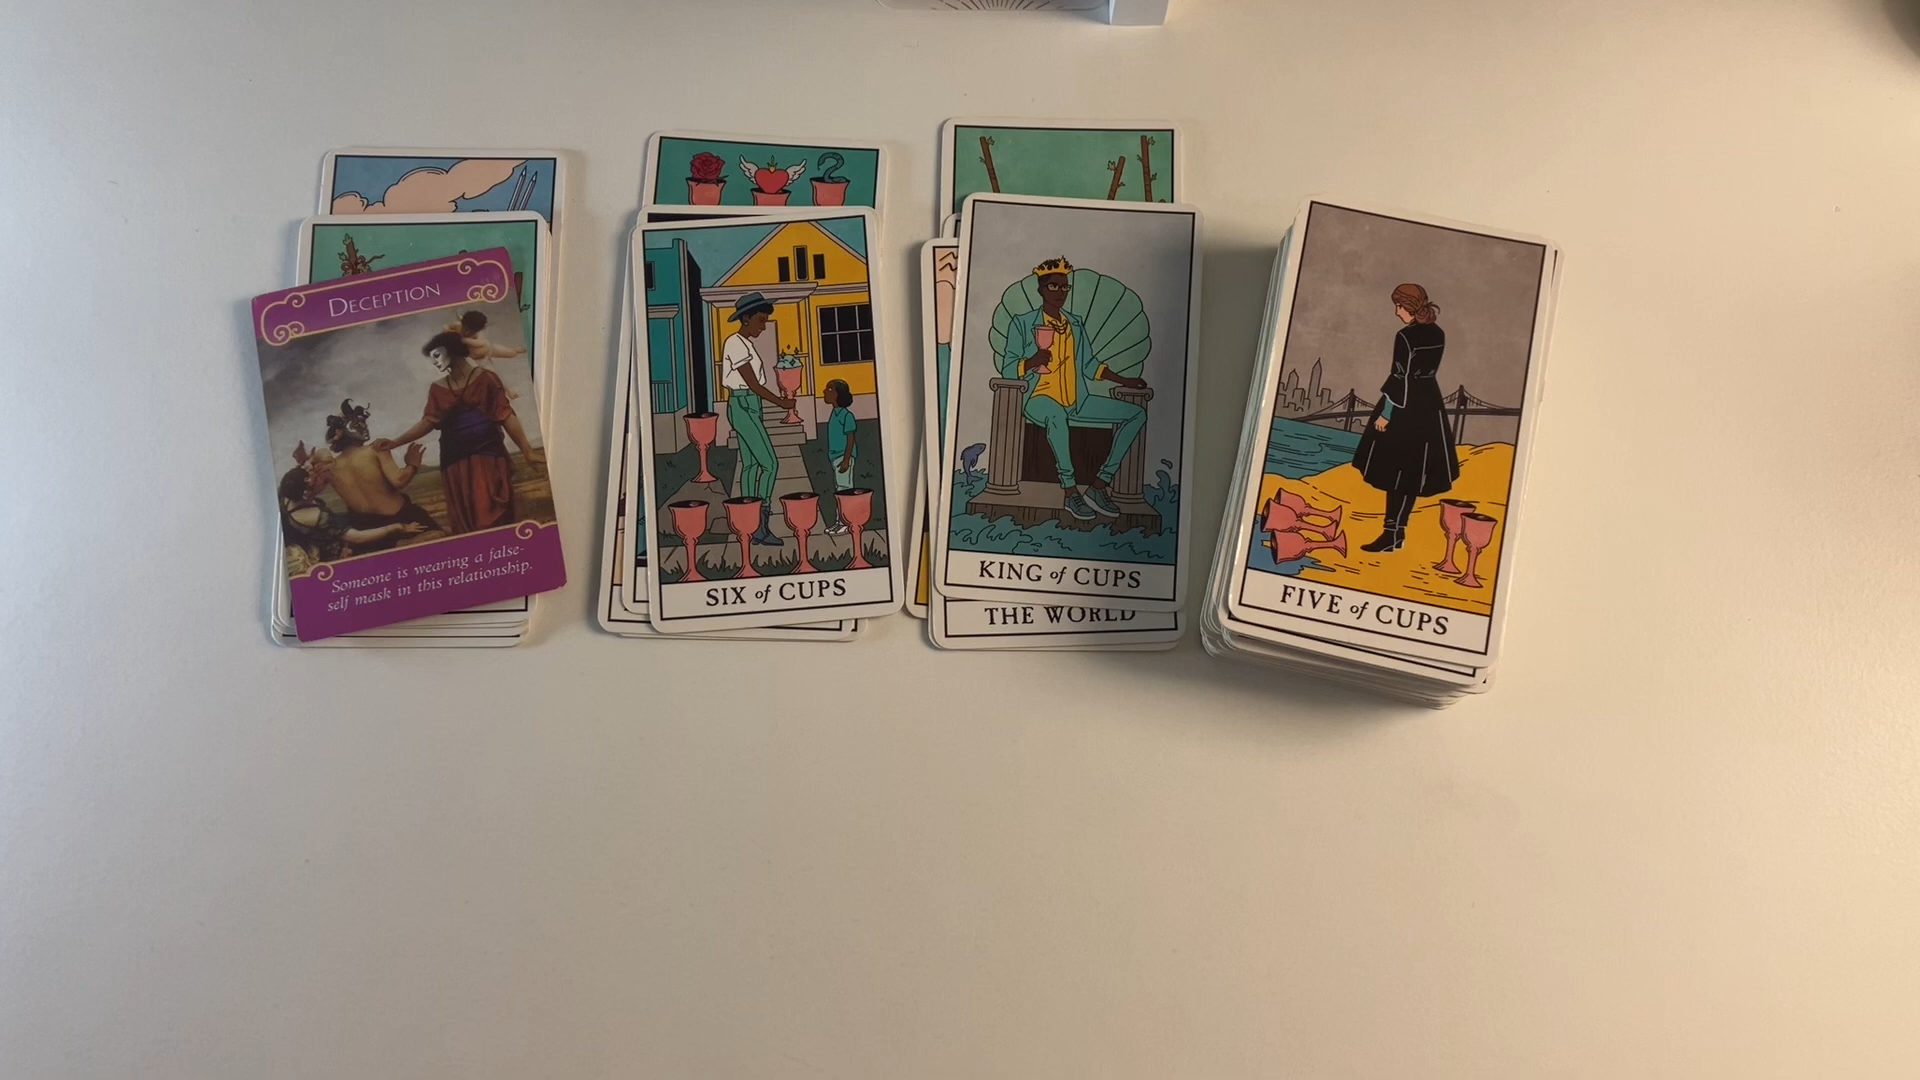 DECEPTION
Someone is wearing a false-
self mask in this relationship.
SIX of CUPS
KING of CUPS
THE WORLD
FIVE of CUPS